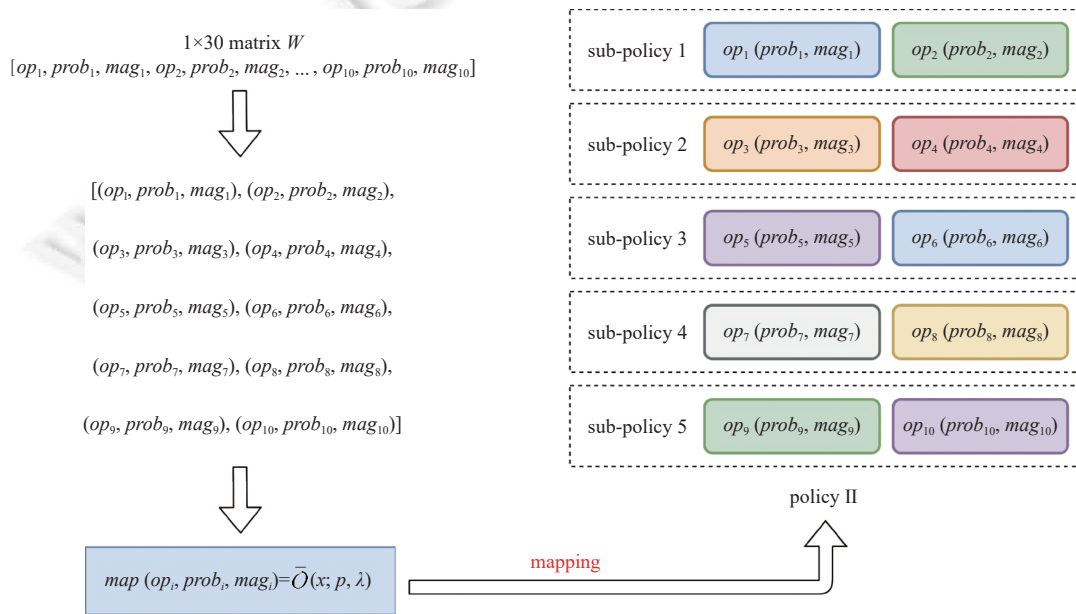 1×30 matrix W
[op₁, prob₁, mag₁, op₂, prob₂, mag₂, ... , op₁₀, prob₁₀, mag₁₀]
[(op₁, prob₁, mag₁), (op₂, prob₂, mag₂),
(op₃, prob₃, mag₃), (op₄, prob₄, mag₄),
(op₅, prob₅, mag₅), (op₆, prob₆, mag₆),
(op₇, prob₇, mag₇), (op₈, prob₈, mag₈),
(op₉, prob₉, mag₉), (op₁₀, prob₁₀, mag₁₀)]
map (opᵢ, probᵢ, magᵢ)=Ō(x; p, λ)
mapping
sub-policy 1 op₁ (prob₁, mag₁) op₂ (prob₂, mag₂)
sub-policy 2 op₃ (prob₃, mag₃) op₄ (prob₄, mag₄)
sub-policy 3 op₅ (prob₅, mag₅) op₆ (prob₆, mag₆)
sub-policy 4 op₇ (prob₇, mag₇) op₈ (prob₈, mag₈)
sub-policy 5 op₉ (prob₉, mag₉) op₁₀ (prob₁₀, mag₁₀)
policy II